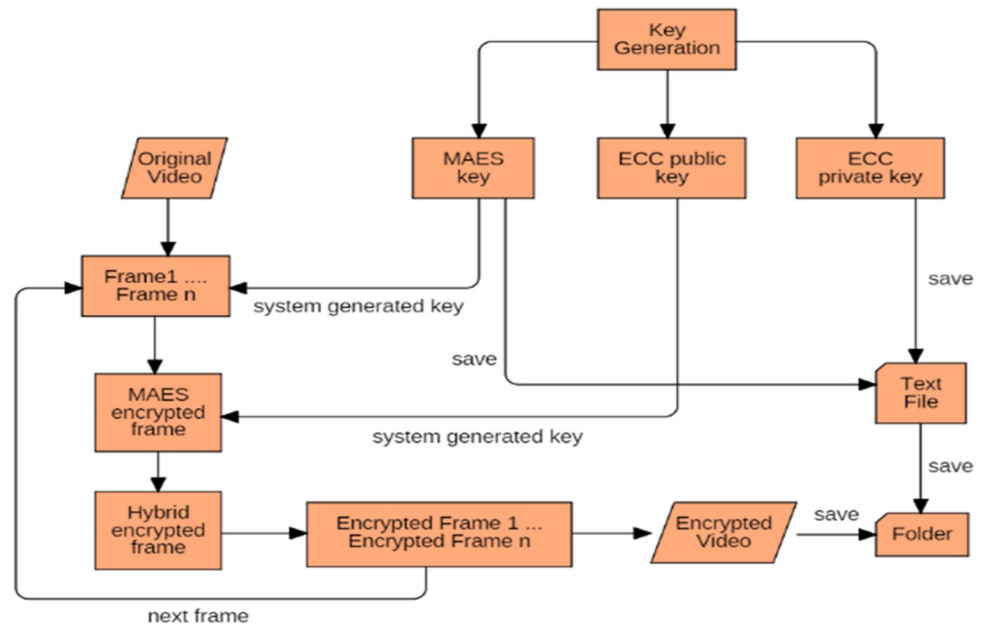 Key
Generation
Original
Video
MAES
key
ECC public
key
ECC
private key
Frame1 ....
Frame n
system generated key
save
save
MAES
encrypted
frame
Text
File
system generated key
save
Hybrid
encrypted
frame
Encrypted Frame 1 ...
Encrypted Frame n
Encrypted
Video
save
Folder
next frame